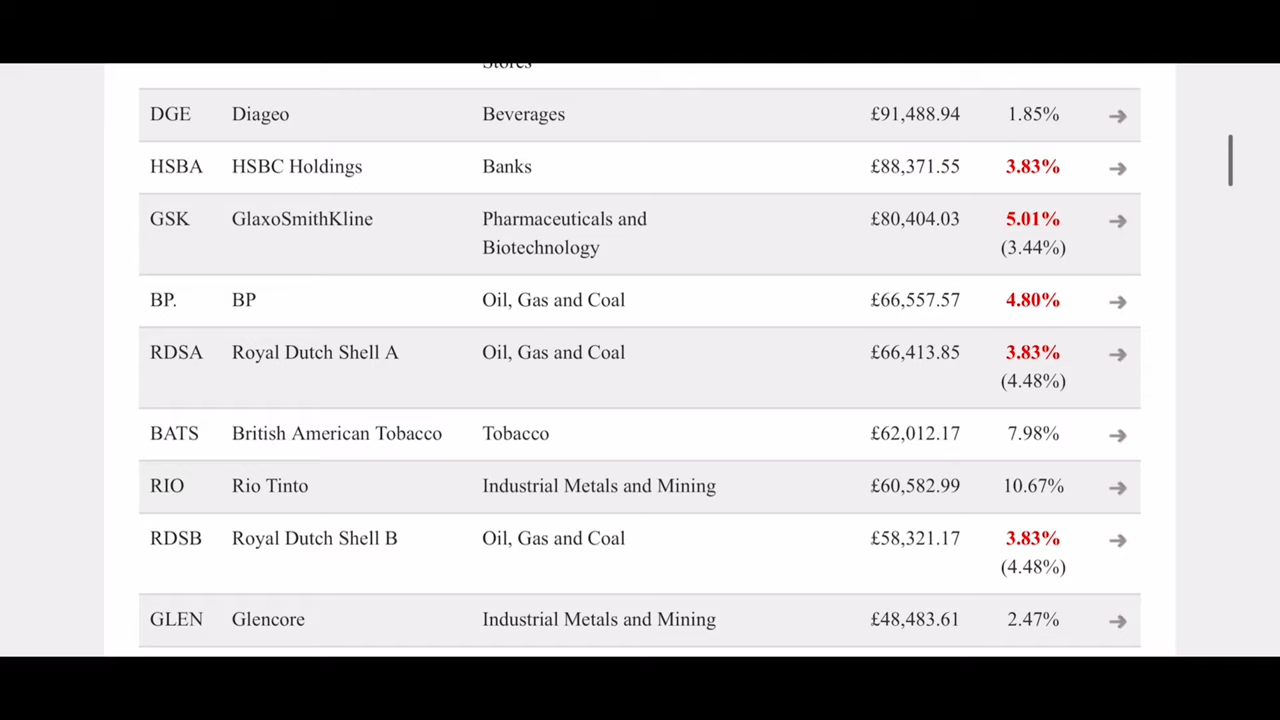 Stores
DGE Diageo Beverages £91,488.94 1.85%
HSBA HSBC Holdings Banks £88,371.55 3.83%
GSK GlaxoSmithKline Pharmaceuticals and £80,404.03 5.01%
Biotechnology (3.44%)
BP. BP Oil, Gas and Coal £66,557.57 4.80%
RDSA Royal Dutch Shell A Oil, Gas and Coal £66,413.85 3.83%
(4.48%)
BATS British American Tobacco Tobacco £62,012.17 7.98%
RIO Rio Tinto Industrial Metals and Mining £60,582.99 10.67%
RDSB Royal Dutch Shell B Oil, Gas and Coal £58,321.17 3.83%
(4.48%)
GLEN Glencore Industrial Metals and Mining £48,483.61 2.47%